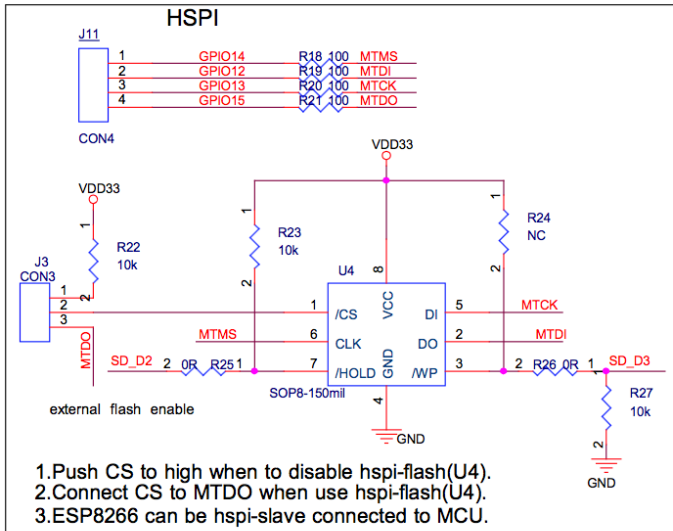 HSPI
J11
1 GPIO14 R18 100 MTMS
2 GPIO12 R19 100 MTDI
3 GPIO13 R20 100 MTCK
4 GPIO15 R21 100 MTDO
CON4
VDD33
VDD33
1
R22
10k
2
1
R23
10k
2
1
R24
NC
2
J3
CON3
1
2
3
MTDO
U4
8
VCC
1 /CS
DI 5 MTCK
MTMS 6 CLK
DO 2 MTDI
SD_D2 2 0R R25 1 7 /HOLD
GND
/WP 3 2 R26 0R 1 SD_D3
SOP8-150mil
4
GND
R27
10k
2
GND
external flash enable
1.Push CS to high when to disable hspi-flash(U4).
2.Connect CS to MTDO when use hspi-flash(U4).
3.ESP8266 can be hspi-slave connected to MCU.